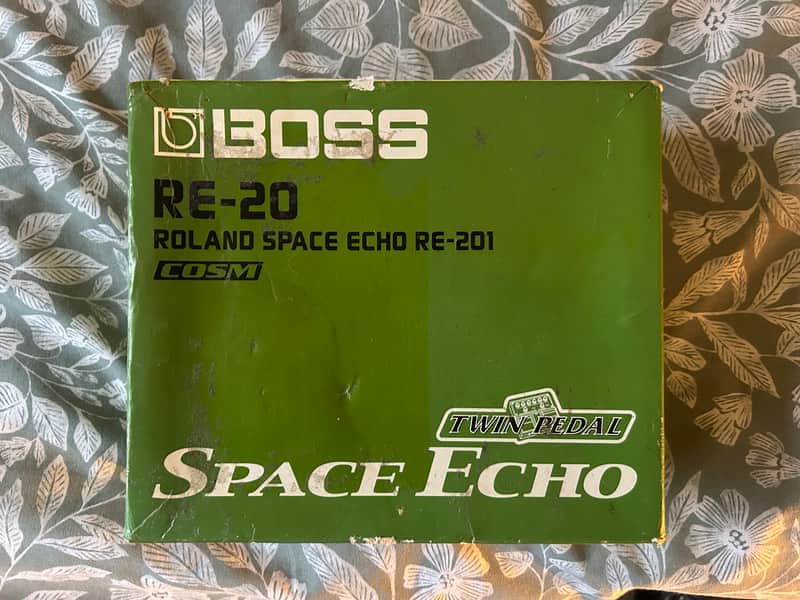 BOSS
RE-20
ROLAND SPACE ECHO RE-201
COSM
TWIN PEDAL
SPACE ECHO